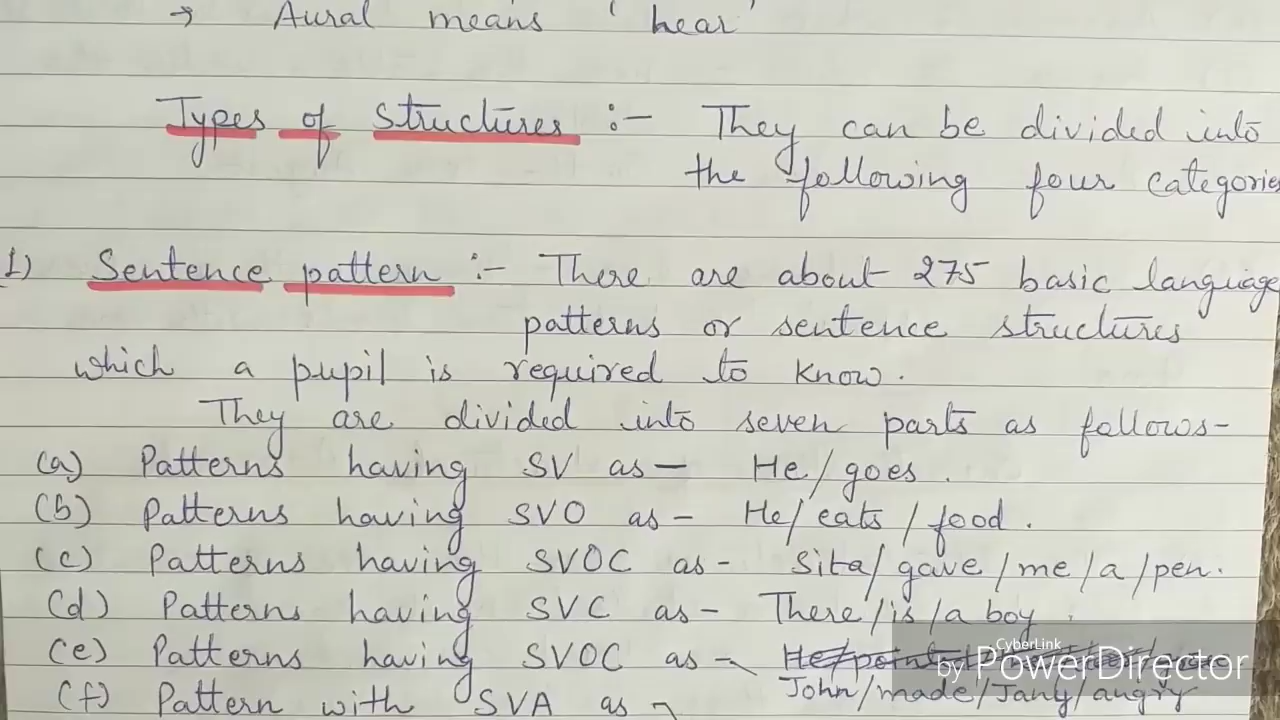 → Aural means 'hear'
Types of structures :- They can be divided into
the following four categories
1) Sentence pattern :- There are about 275 basic language
patterns or sentence structures
which a pupil is required to know.
They are divided into seven parts as follows-
(a) Patterns having SV as - He/goes.
(b) Patterns having SVO as - He/eats/food.
(c) Patterns having SVOC as - Sita/gave/me/a/pen.
(d) Patterns having SVC as - There/is/a boy.
(e) Patterns having SVOC as -
John/made/Jany/angry
(f) Pattern with SVA as -
CyberLink
by PowerDirector